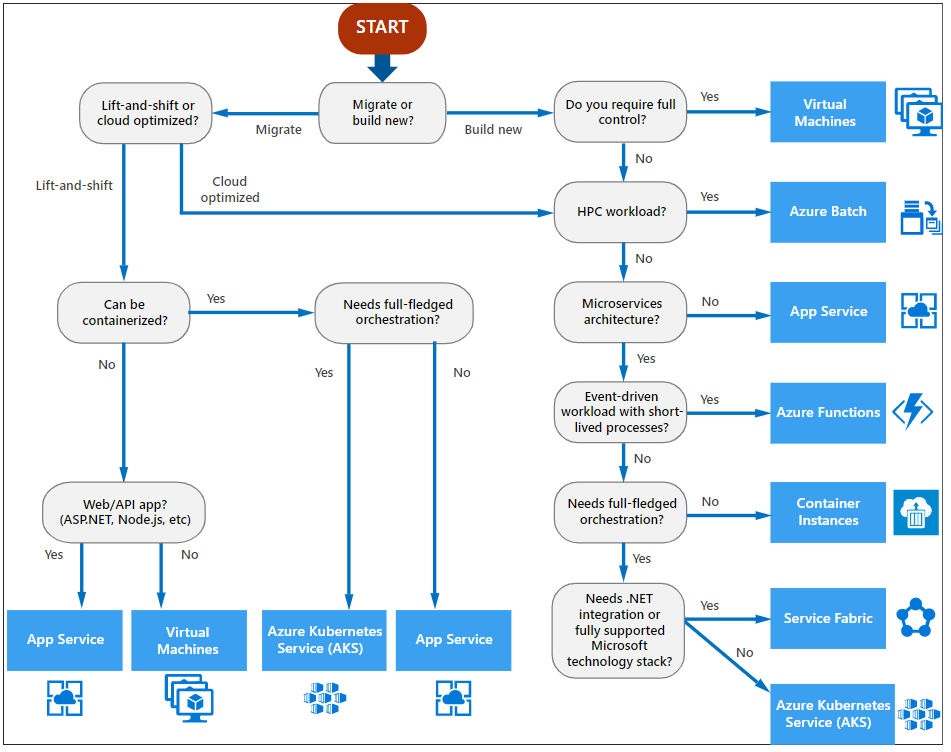 START
Lift-and-shift or
cloud optimized?
Migrate
Migrate or
build new?
Build new
Do you require full
control?
Yes
Virtual
Machines
No
Lift-and-shift
Cloud
optimized
HPC workload?
Yes
Azure Batch
No
Can be
containerized?
Yes
Needs full-fledged
orchestration?
Microservices
architecture?
No
App Service
Yes
No
Yes
No
Event-driven
workload with short-
lived processes?
Yes
Azure Functions
No
Web/API app?
(ASP.NET, Node.js, etc)
Needs full-fledged
orchestration?
No
Container
Instances
Yes
No
Yes
App Service
Virtual
Machines
Azure Kubernetes
Service (AKS)
App Service
Needs .NET
integration or
fully supported
Microsoft
technology stack?
Yes
Service Fabric
No
Azure Kubernetes
Service (AKS)